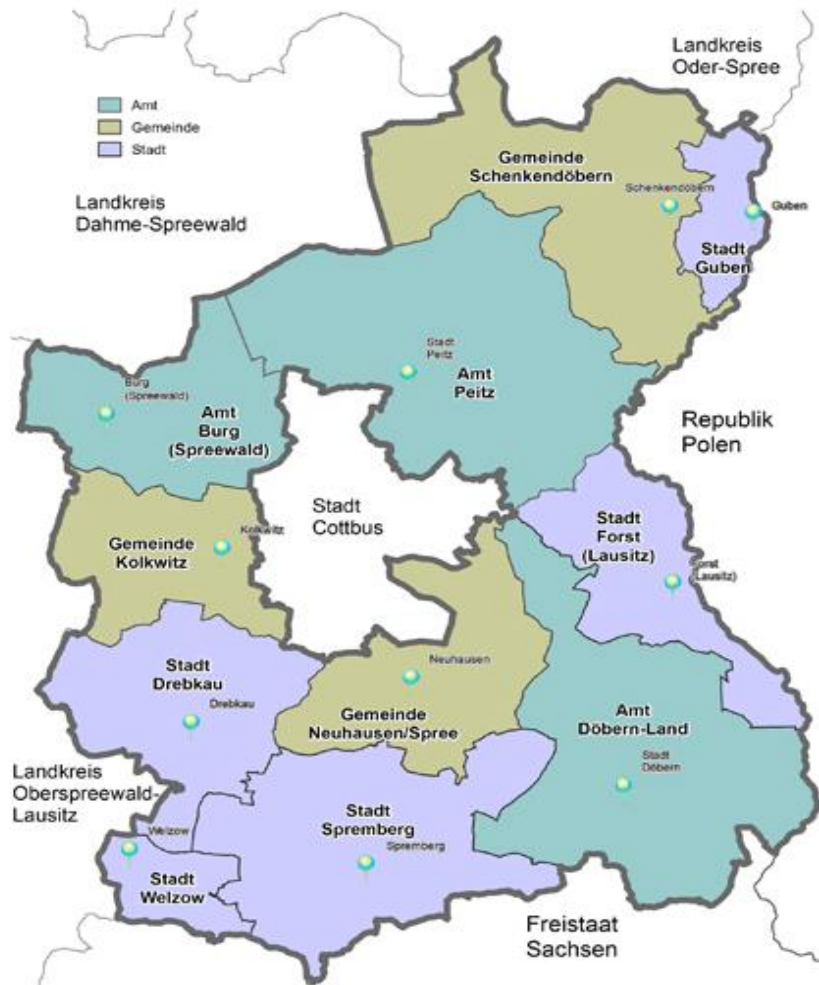 Landkreis
Oder-Spree
Amt
Gemeinde
Stadt
Gemeinde
Schenkendöbern
Schenkendöbern
Landkreis
Dahme-Spreewald
Guben
Stadt
Guben
Stadt
Peitz
Amt
Peitz
Burg
(Spreewald)
Amt
Burg
(Spreewald)
Republik
Polen
Stadt
Cottbus
Stadt
Forst
(Lausitz)
Kolkwitz
Gemeinde
Kolkwitz
Forst
(Lausitz)
Neuhausen
Stadt
Drebkau
Drebkau
Gemeinde
Neuhausen/Spree
Amt
Döbern-Land
Stadt
Döbern
Landkreis
Oberspreewald-
Lausitz
Stadt
Spremberg
Spremberg
Welzow
Stadt
Welzow
Freistaat
Sachsen